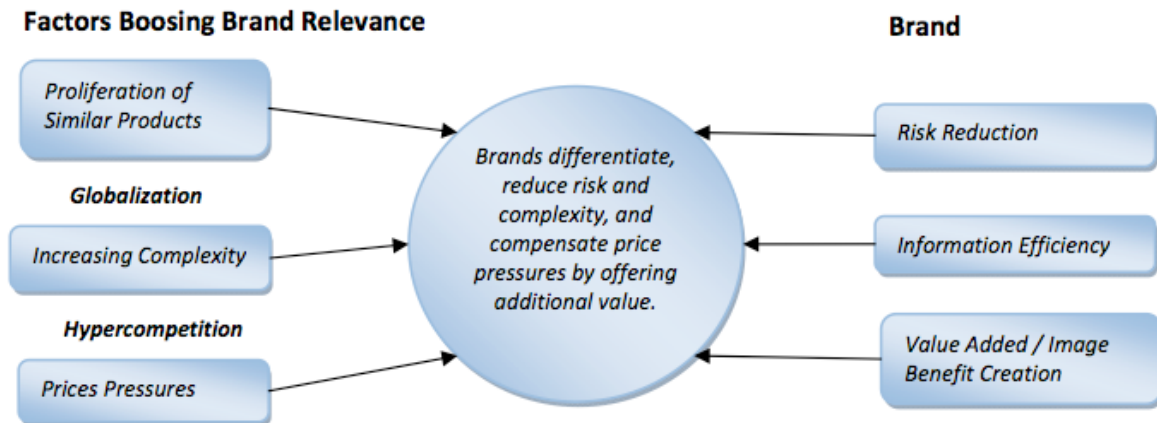 Factors Boosing Brand Relevance
Brand
Proliferation of
Similar Products
Globalization
Increasing Complexity
Hypercompetition
Prices Pressures
Brands differentiate,
reduce risk and
complexity, and
compensate price
pressures by offering
additional value.
Risk Reduction
Information Efficiency
Value Added / Image
Benefit Creation